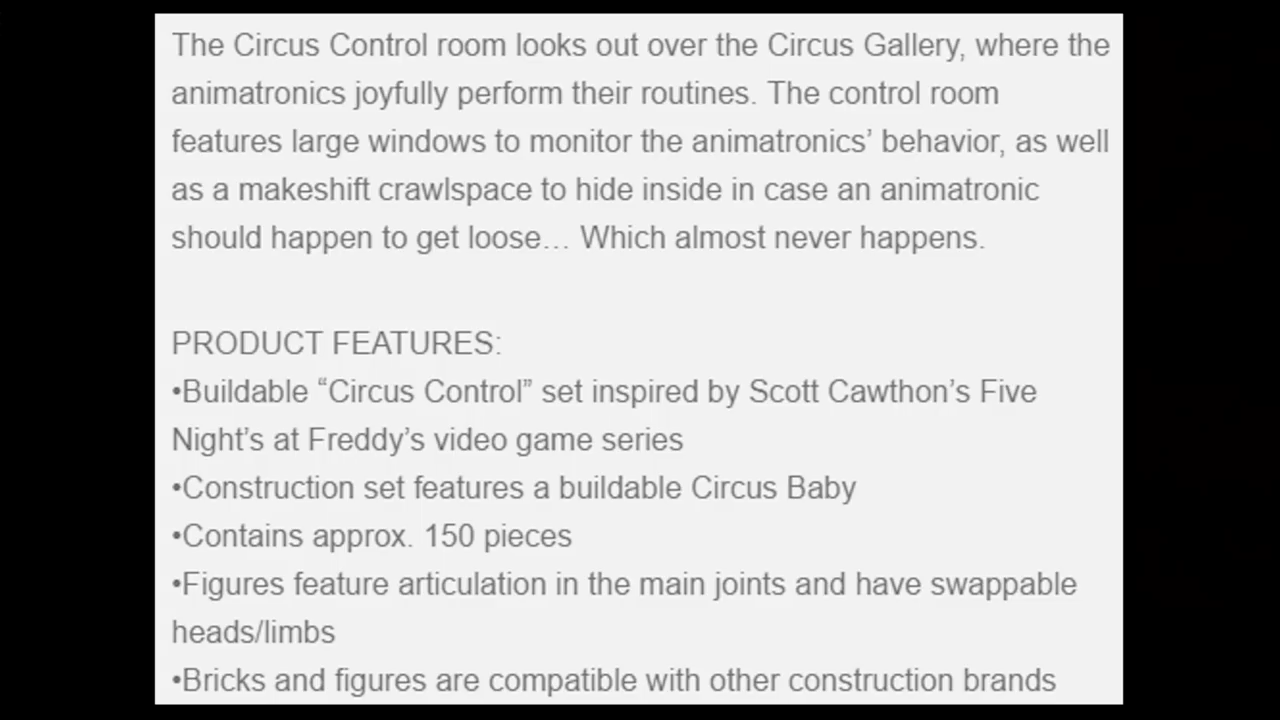 The Circus Control room looks out over the Circus Gallery, where the
animatronics joyfully perform their routines. The control room
features large windows to monitor the animatronics’ behavior, as well
as a makeshift crawlspace to hide inside in case an animatronic
should happen to get loose… Which almost never happens.
PRODUCT FEATURES:
•Buildable “Circus Control” set inspired by Scott Cawthon’s Five
Night’s at Freddy’s video game series
•Construction set features a buildable Circus Baby
•Contains approx. 150 pieces
•Figures feature articulation in the main joints and have swappable
heads/limbs
•Bricks and figures are compatible with other construction brands